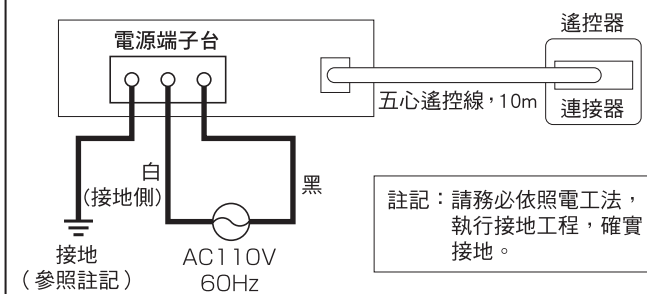 遙控器
電源端子台
五心遙控線，10m
連接器
白
(接地側)
黑
接地
（參照註記）
AC110V
60Hz
註記：請務必依照電工法，
執行接地工程，確實
接地。